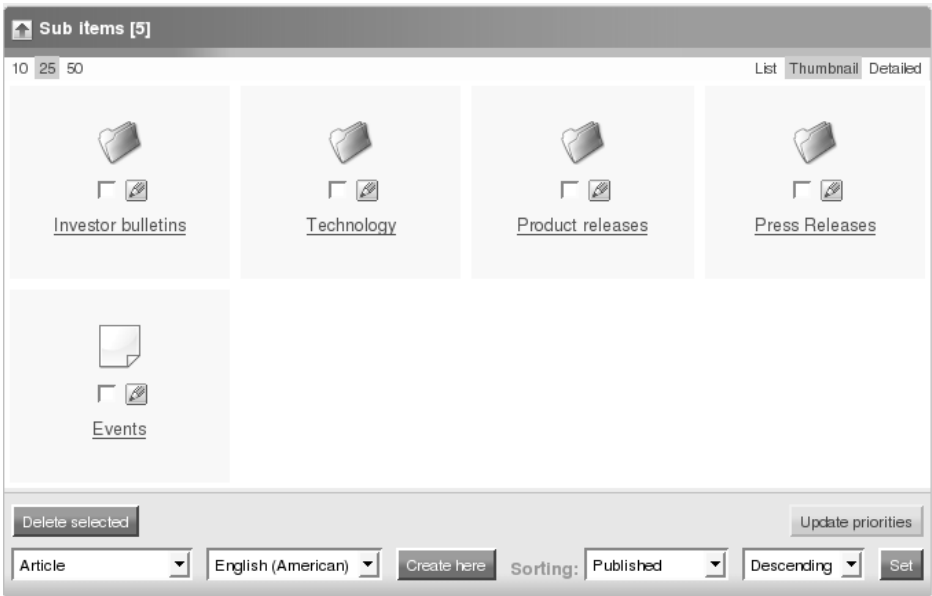 Sub items [5]
10 25 50 List Thumbnail Detailed
Investor bulletins Technology Product releases Press Releases
Events
Delete selected Update priorities
Article English (American) Create here Sorting: Published Descending Set